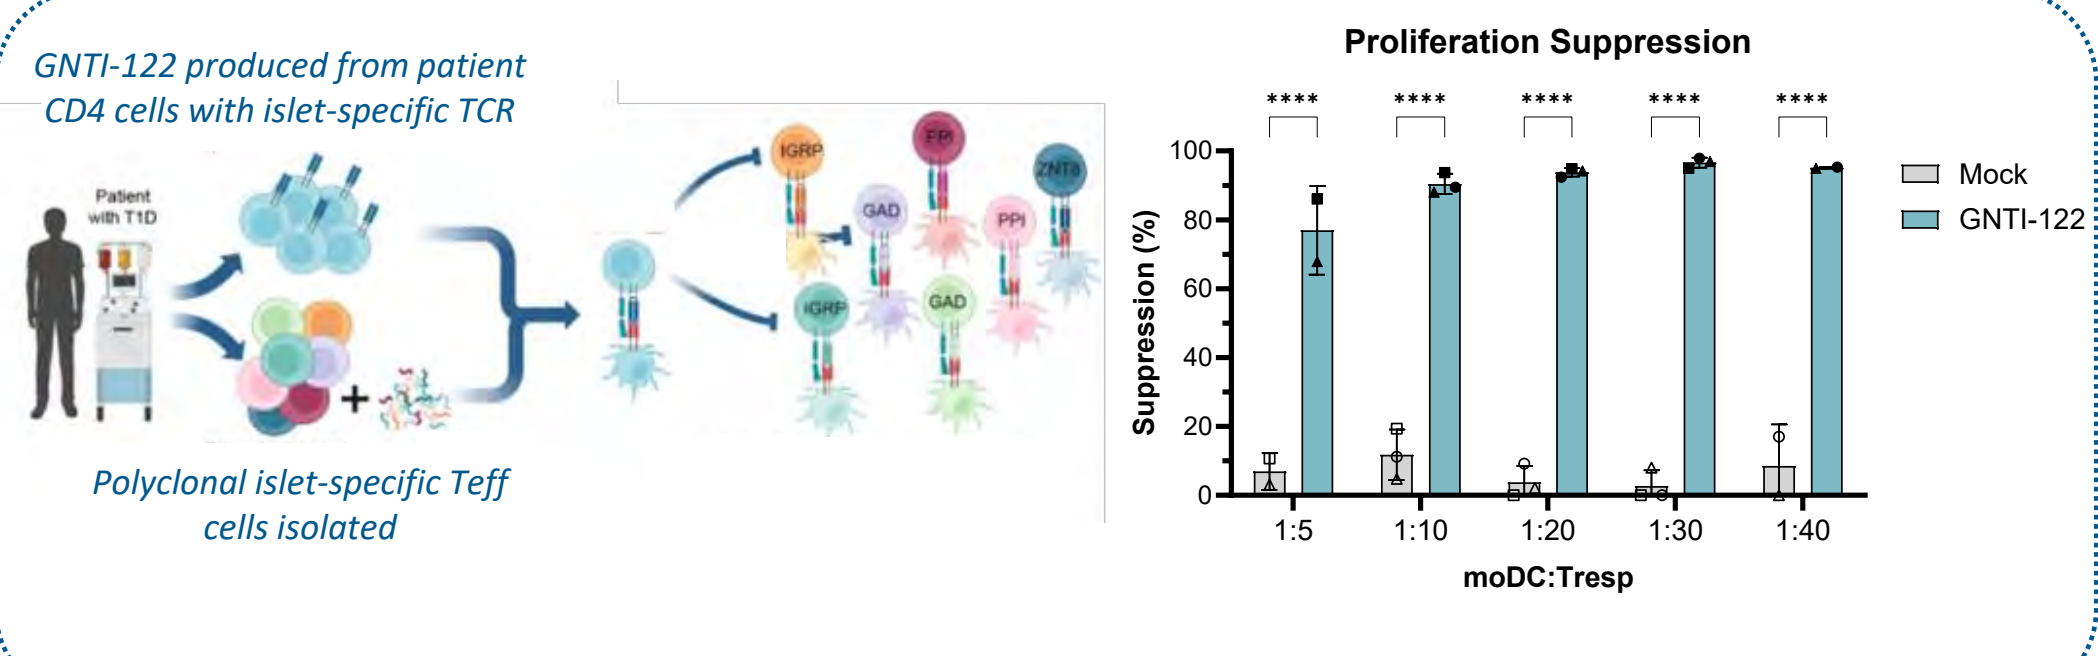 GNTI-122 produced from patient
CD4 cells with islet-specific TCR
Patient
with T1D
+
Polyclonal islet-specific Teff
cells isolated
IGRP
PPI
ZNT8
GAD
PPI
IGRP
GAD
Proliferation Suppression
**** **** **** **** ****
Suppression (%)
100
80
60
40
20
0
1:5 1:10 1:20 1:30 1:40
moDC:Tresp
Mock
GNTI-122